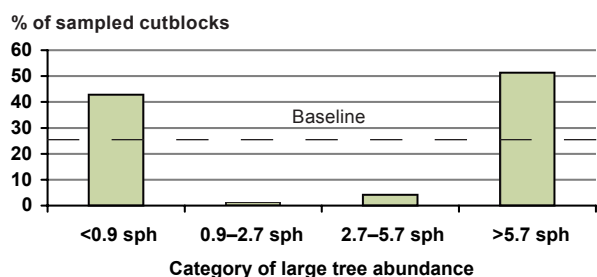 % of sampled cutblocks
60
50
40
30
20
10
0
Baseline
<0.9 sph 0.9–2.7 sph 2.7–5.7 sph >5.7 sph
Category of large tree abundance